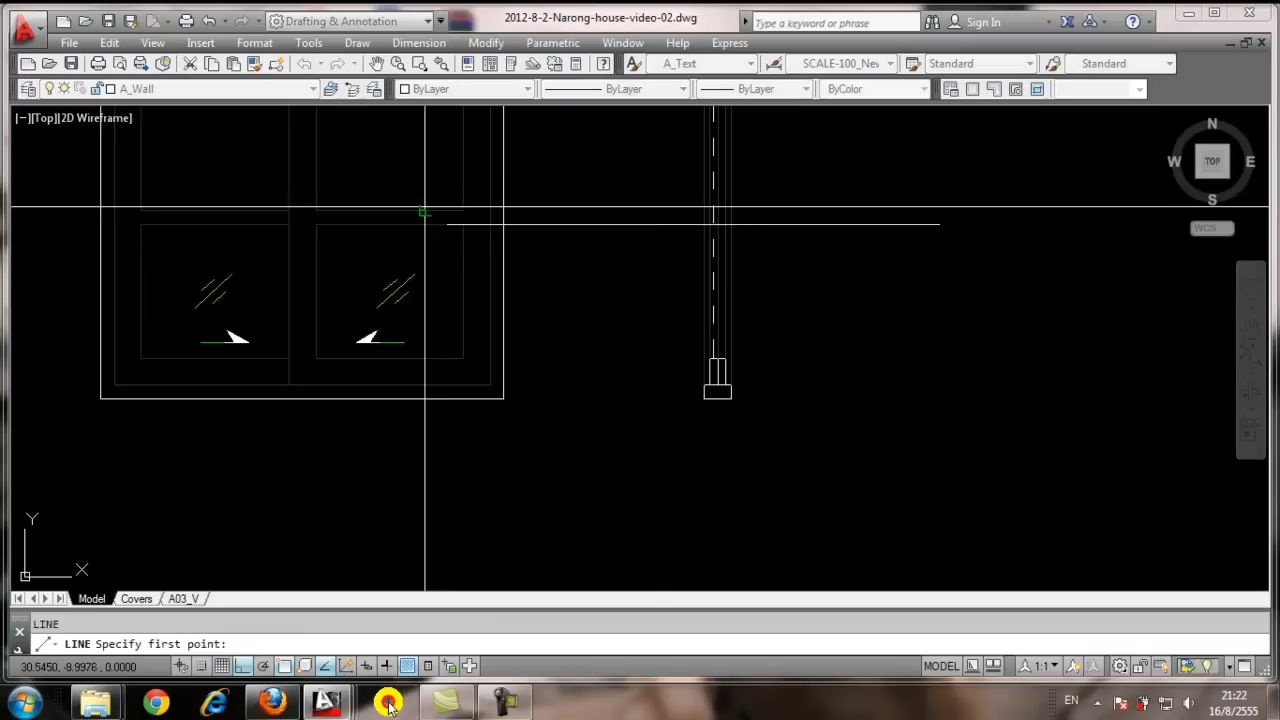 Drafting & Annotation
2012-8-2-Narong-house-video-02.dwg
Type a keyword or phrase
Sign In
File Edit View Insert Format Tools Draw Dimension Modify Parametric Window Help Express
A_Text
SCALE-100_New
Standard
Standard
A_Wall
ByLayer
ByLayer
ByLayer
ByColor
[−][Top][2D Wireframe]
N
W
TOP
E
S
WCS
Y
X
Model
Covers
A03_V
LINE
LINE Specify first point:
30.5450, -8.9976, 0.0000
MODEL
1:1
EN
21:22
16/8/2555